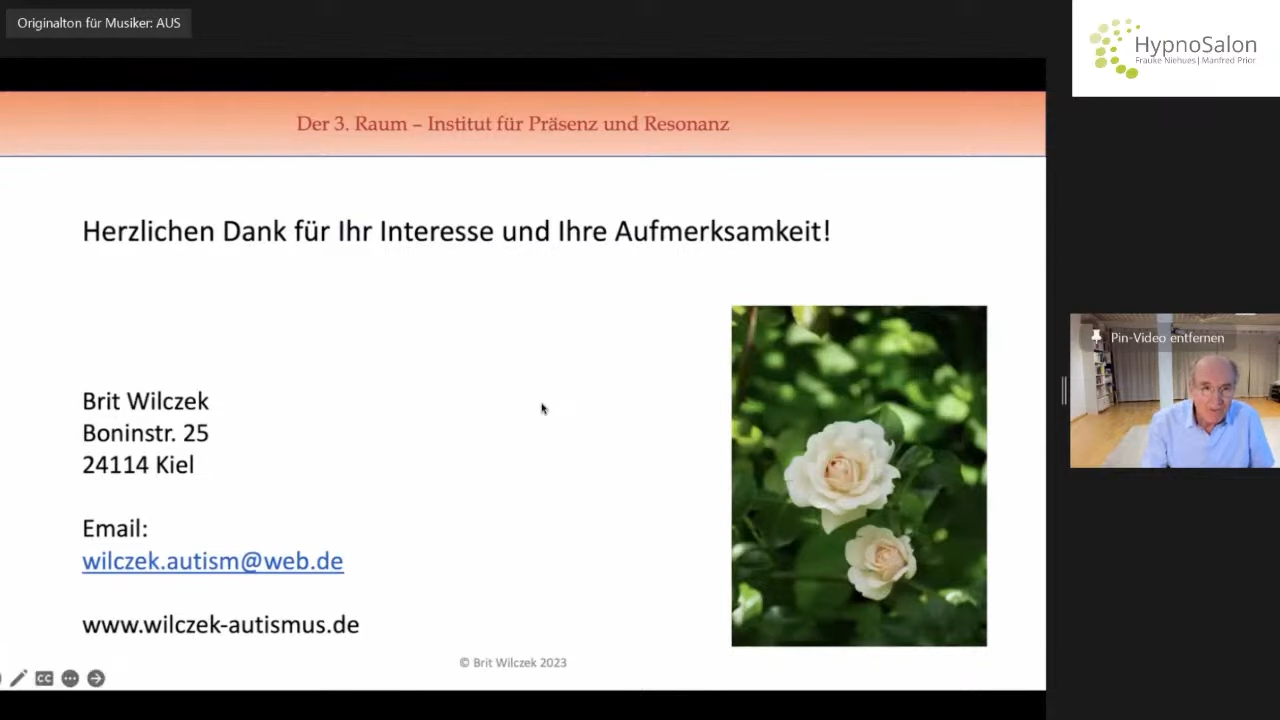 Originalton für Musiker: AUS
HypnoSalon
Frauke Niehues | Manfred Prior
Der 3. Raum – Institut für Präsenz und Resonanz
Herzlichen Dank für Ihr Interesse und Ihre Aufmerksamkeit!
Pin-Video entfernen
Brit Wilczek
Boninstr. 25
24114 Kiel
Email:
wilczek.autism@web.de
www.wilczek-autismus.de
© Brit Wilczek 2023
CC